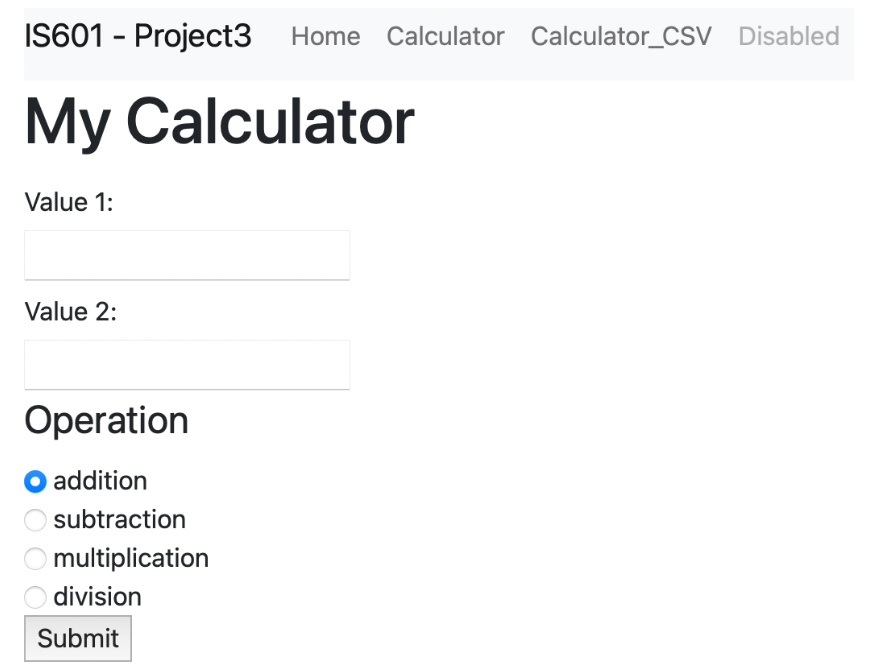 IS601 - Project3 Home Calculator Calculator_CSV Disabled
My Calculator
Value 1:
Value 2:
Operation
addition
subtraction
multiplication
division
Submit